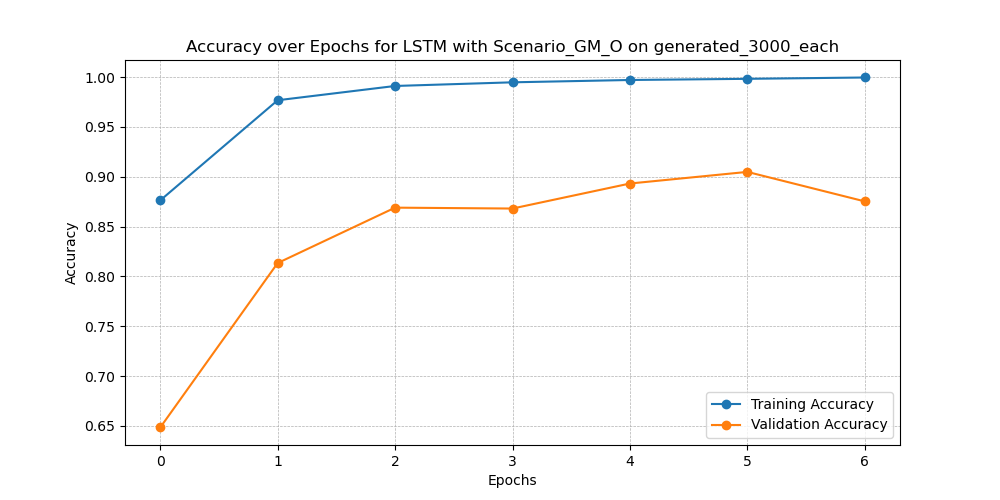 Accuracy over Epochs for LSTM with Scenario_GM_O on generated_3000_each
Accuracy
1.00
0.95
0.90
0.85
0.80
0.75
0.70
0.65
Training Accuracy
Validation Accuracy
0 1 2 3 4 5 6
Epochs